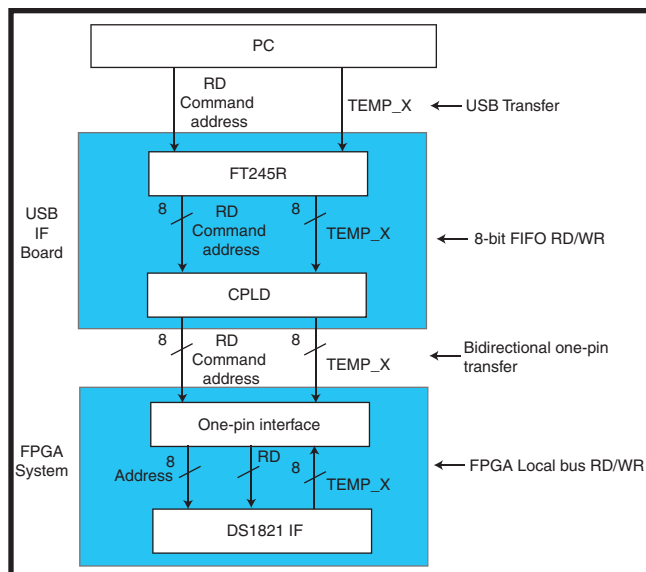 PC
RD
Command
address
TEMP_X
USB Transfer
USB
IF
Board
FT245R
8
RD
Command
address
8
TEMP_X
8-bit FIFO RD/WR
CPLD
8
RD
Command
address
8
TEMP_X
Bidirectional one-pin
transfer
FPGA
System
One-pin interface
Address
8
RD
8
TEMP_X
FPGA Local bus RD/WR
DS1821 IF